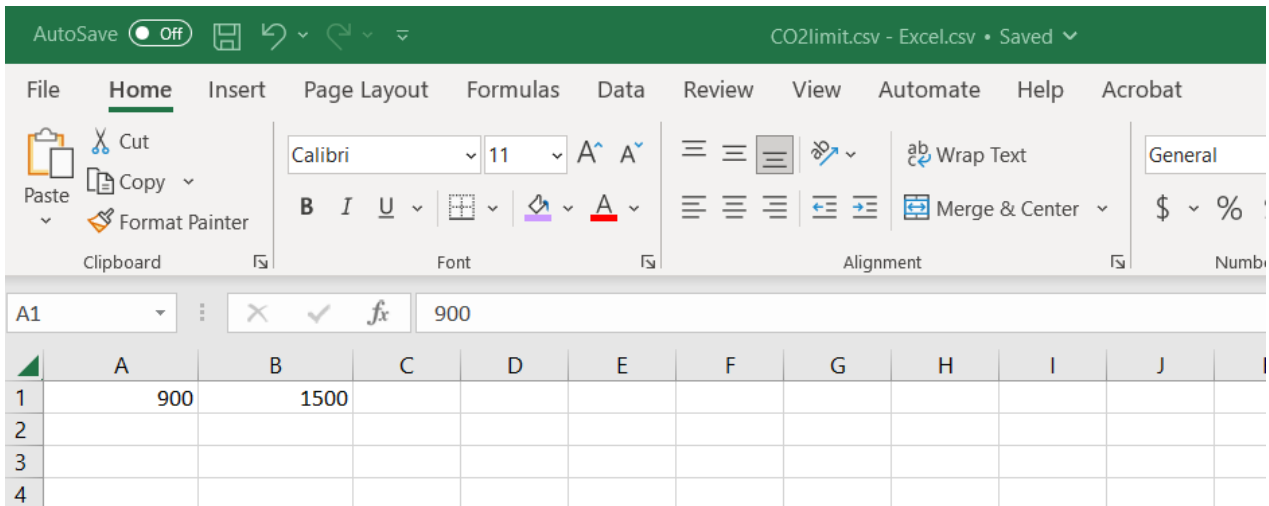 AutoSave Off CO2limit.csv - Excel.csv • Saved
File Home Insert Page Layout Formulas Data Review View Automate Help Acrobat
Cut
Calibri 11 A A ab Wrap Text General
Copy
Paste
B I U A Merge & Center $ %
Format Painter
Clipboard Font Alignment
A1 fx 900
A B C D E F G H I J
1 900 1500
2
3
4